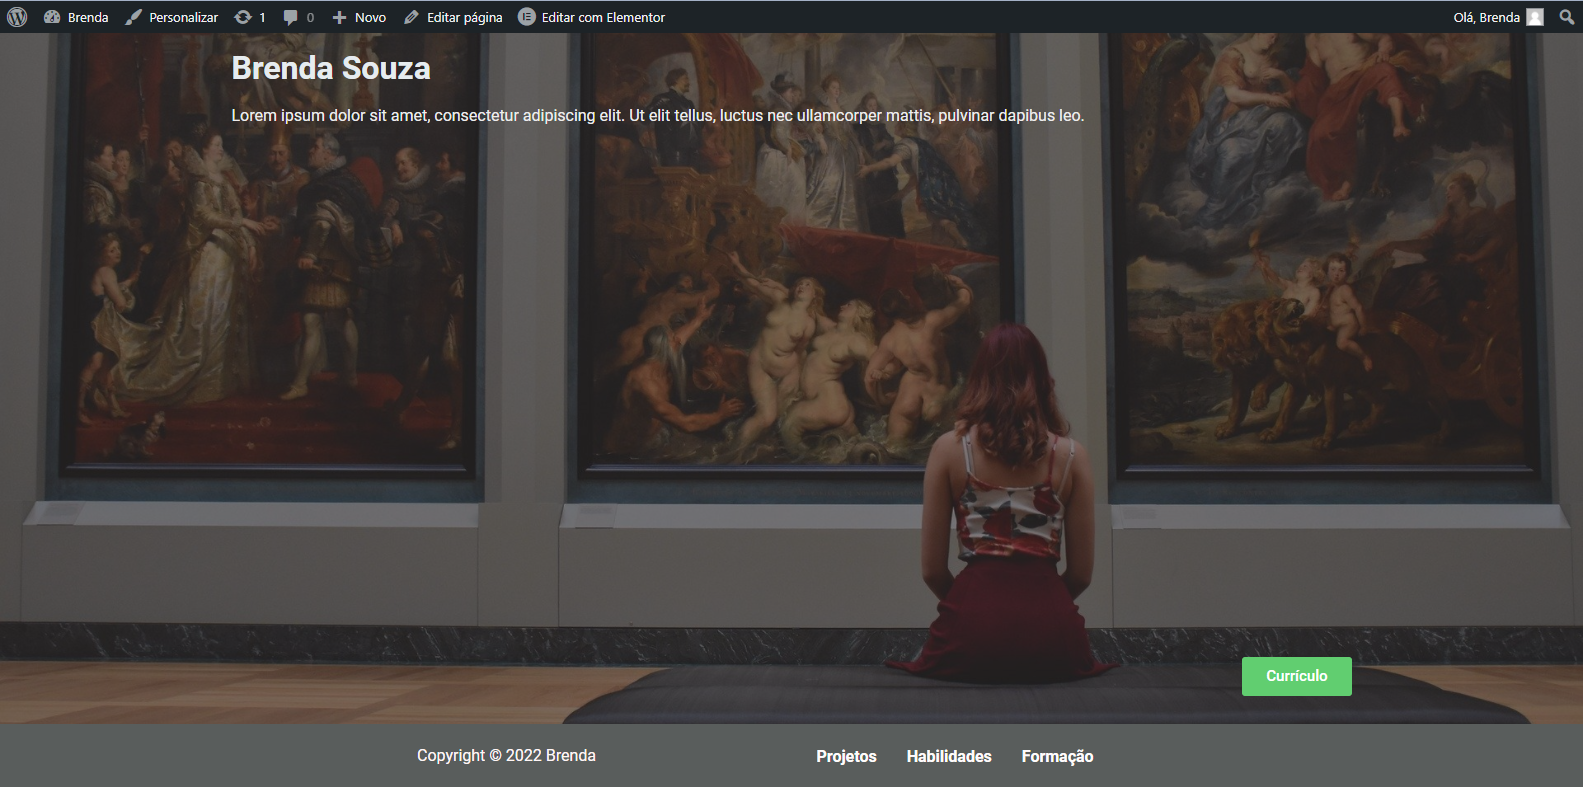 Brenda Personalizar 1 0 Novo Editar página Editar com Elementor Olá, Brenda
Brenda Souza
Lorem ipsum dolor sit amet, consectetur adipiscing elit. Ut elit tellus, luctus nec ullamcorper mattis, pulvinar dapibus leo.
Currículo
Copyright © 2022 Brenda Projetos Habilidades Formação